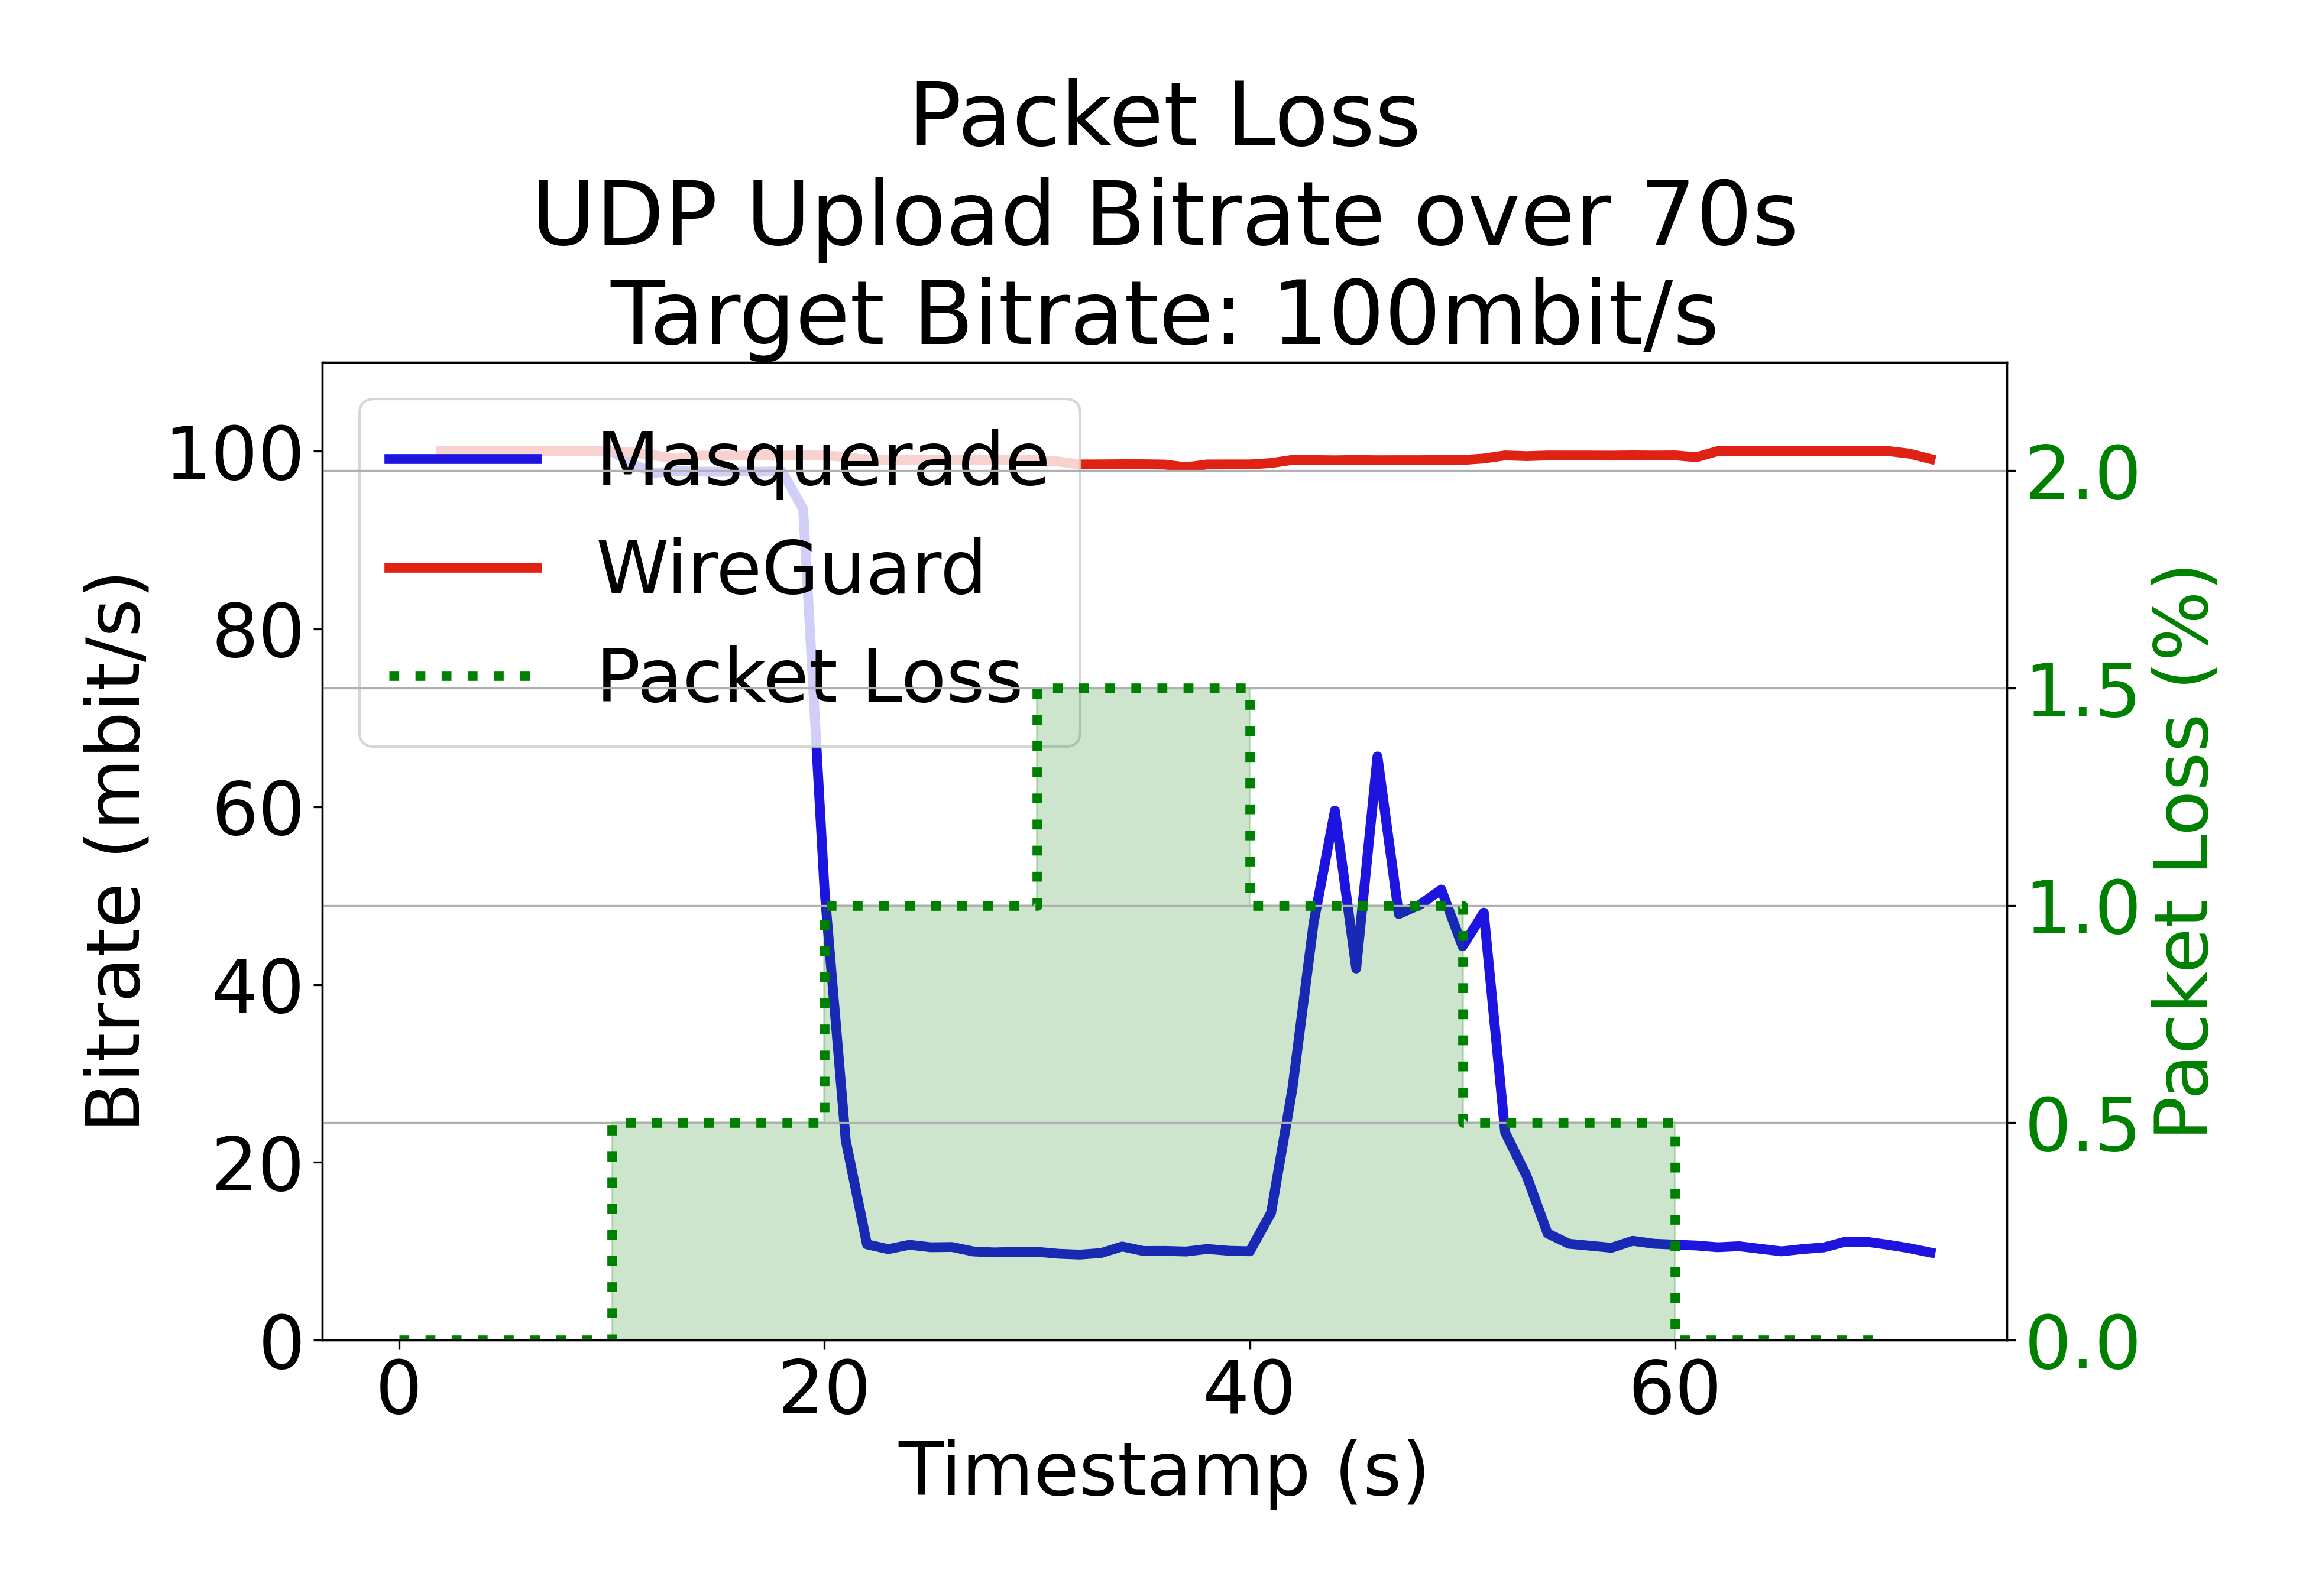 Packet Loss
UDP Upload Bitrate over 70s
Target Bitrate: 100mbit/s
Masquerade
WireGuard
Packet Loss
Bitrate (mbit/s)
100
80
60
40
20
0
2.0
1.5
1.0
0.5
0.0
Packet Loss (%)
0 20 40 60
Timestamp (s)